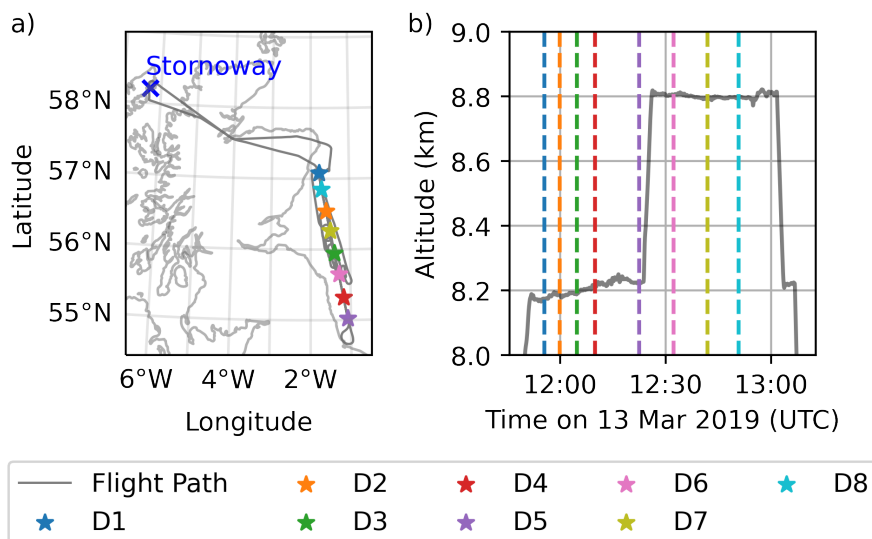 a)
Stornoway
58°N
57°N
56°N
55°N
Latitude
6°W 4°W 2°W
Longitude
b)
9.0
8.8
8.6
8.4
8.2
8.0
Altitude (km)
12:00 12:30 13:00
Time on 13 Mar 2019 (UTC)
Flight Path D2 D4 D6 D8
D1 D3 D5 D7